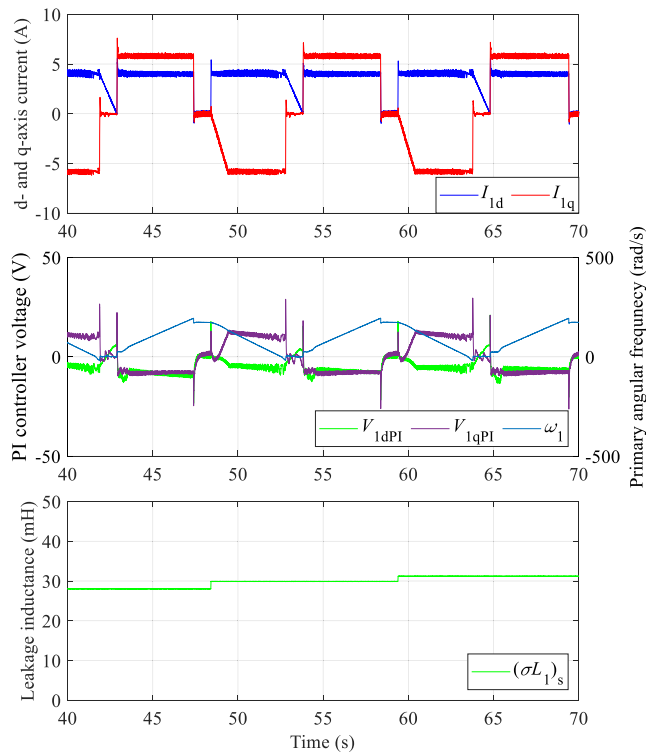 d- and q-axis current (A)
10
5
0
-5
-10
I1d I1q
40 45 50 55 60 65 70
PI controller voltage (V)
50
0
-50
500
0
-500
Primary angular frequnecy (rad/s)
V1dPI V1qPI ω1
40 45 50 55 60 65 70
Leakage inductance (mH)
50
40
30
20
10
0
(σL1)s
40 45 50 55 60 65 70
Time (s)